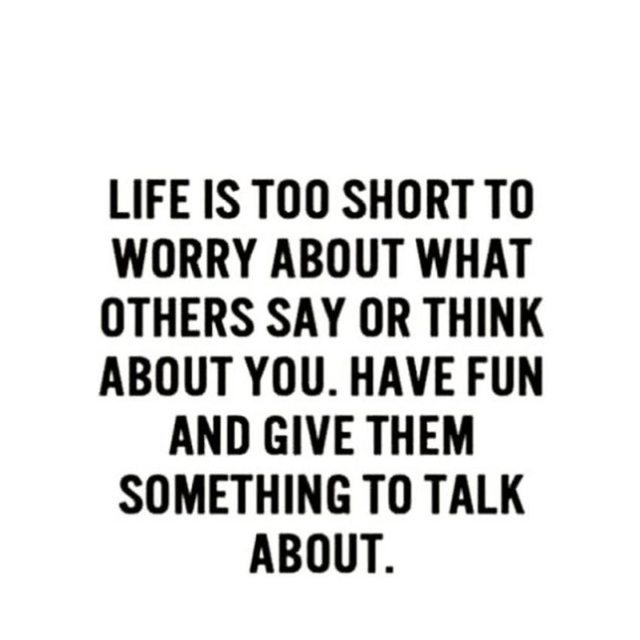 LIFE IS TOO SHORT TO
WORRY ABOUT WHAT
OTHERS SAY OR THINK
ABOUT YOU. HAVE FUN
AND GIVE THEM
SOMETHING TO TALK
ABOUT.